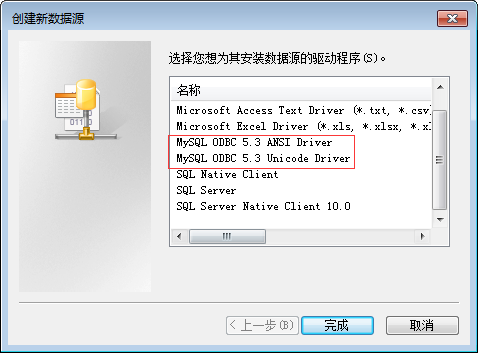 创建新数据源
选择您想为其安装数据源的驱动程序(S)。
名称
Microsoft Access Text Driver (*.txt, *.csv
Microsoft Excel Driver (*.xls, *.xlsx, *.x
MySQL ODBC 5.3 ANSI Driver
MySQL ODBC 5.3 Unicode Driver
SQL Native Client
SQL Server
SQL Server Native Client 10.0
< 上一步(B)
完成
取消